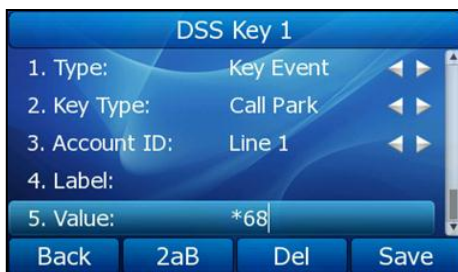 DSS Key 1
1. Type: Key Event
2. Key Type: Call Park
3. Account ID: Line 1
4. Label:
5. Value: *68
Back 2aB Del Save